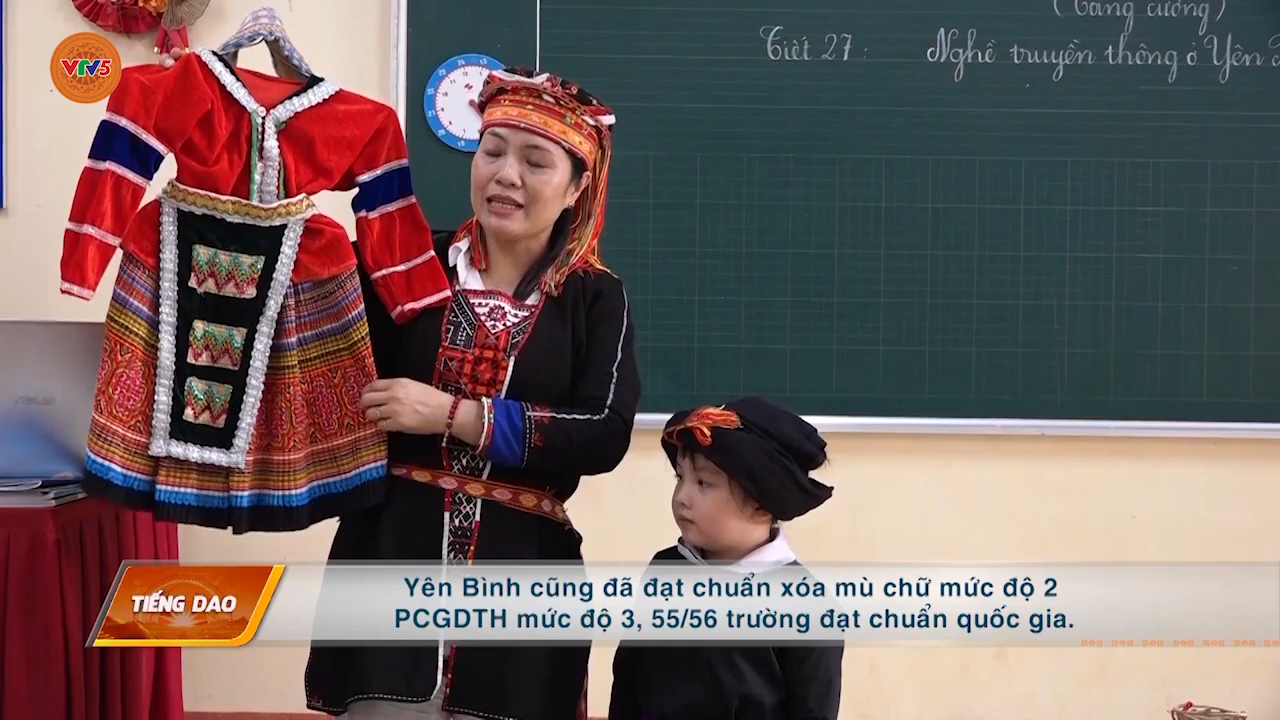 VTV5
(Tăng cường)
Tiết 27: Nghề truyền thống ở Yên
TIẾNG DAO
Yên Bình cũng đã đạt chuẩn xóa mù chữ mức độ 2
PCGDTH mức độ 3, 55/56 trường đạt chuẩn quốc gia.